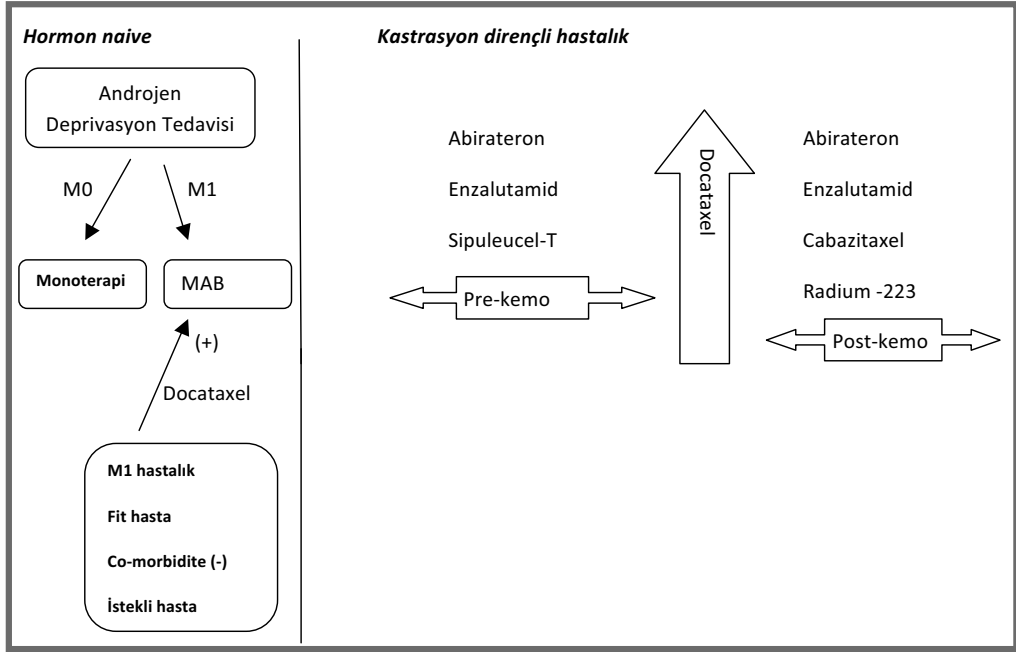 Hormon naive
Androjen
Deprivasyon Tedavisi
M0
M1
Monoterapi
MAB
(+)
Docataxel
M1 hastalık
Fit hasta
Co-morbidite (-)
İstekli hasta
Kastrasyon dirençli hastalık
Abirateron
Enzalutamid
Sipuleucel-T
Pre-kemo
Docataxel
Abirateron
Enzalutamid
Cabazitaxel
Radium -223
Post-kemo